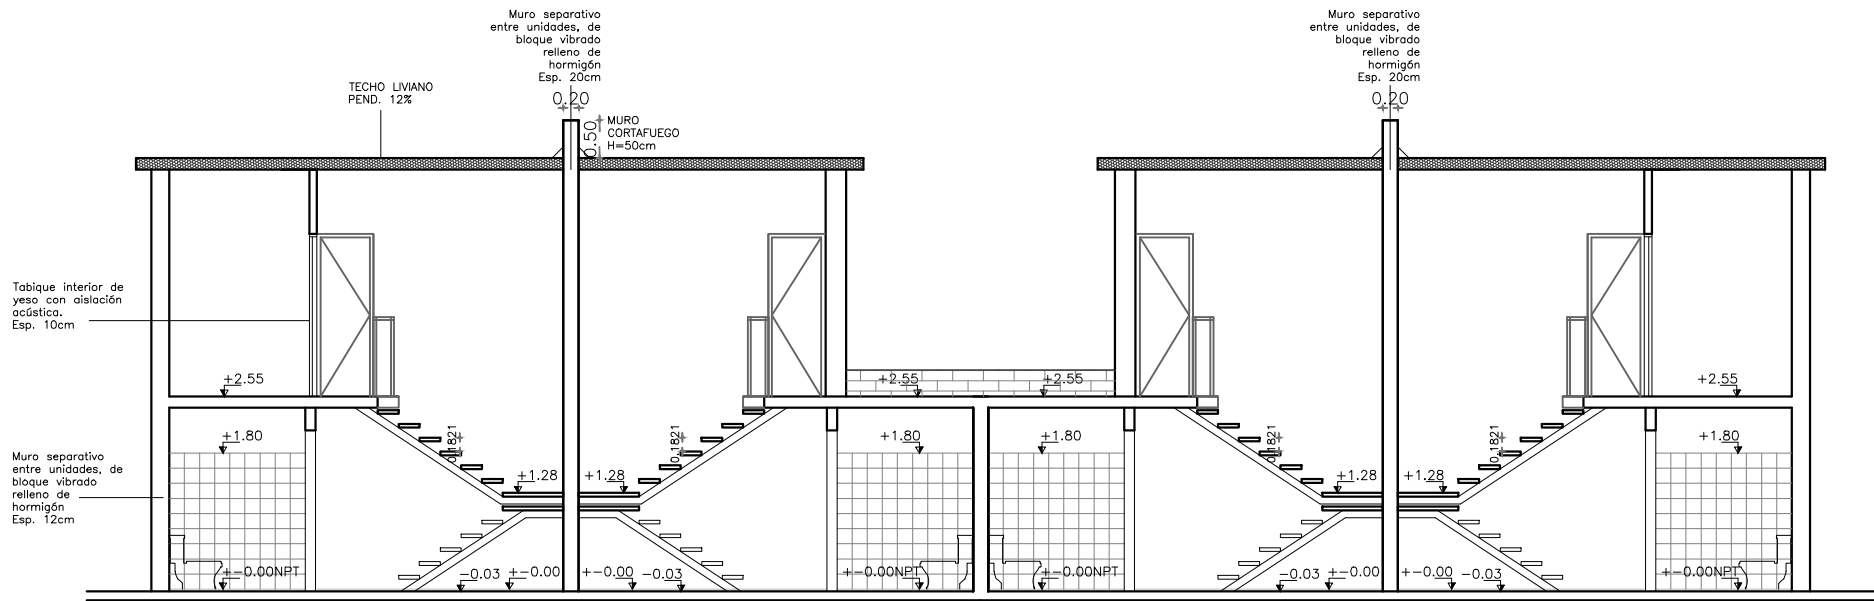 Muro separativo
entre unidades, de
bloque vibrado
relleno de
hormigón
Esp. 20cm
0.20
Muro separativo
entre unidades, de
bloque vibrado
relleno de
hormigón
Esp. 20cm
0.20
TECHO LIVIANO
PEND. 12%
0.50
MURO
CORTAFUEGO
H=50cm
Tabique interior de
yeso con aislación
acústica.
Esp. 10cm
+2.55
+2.55
+2.55
+2.55
Muro separativo
entre unidades, de
bloque vibrado
relleno de
hormigón
Esp. 12cm
+1.80
0.1821
0.1821
+1.80
+1.80
0.1821
0.1821
+1.80
+1.28
+1.28
+1.28
+1.28
+-0.00NPT
-0.03
+-0.00
+-0.00
-0.03
+-0.00NPT
+-0.00NPT
-0.03
+-0.00
+-0.00
-0.03
+-0.00NPT